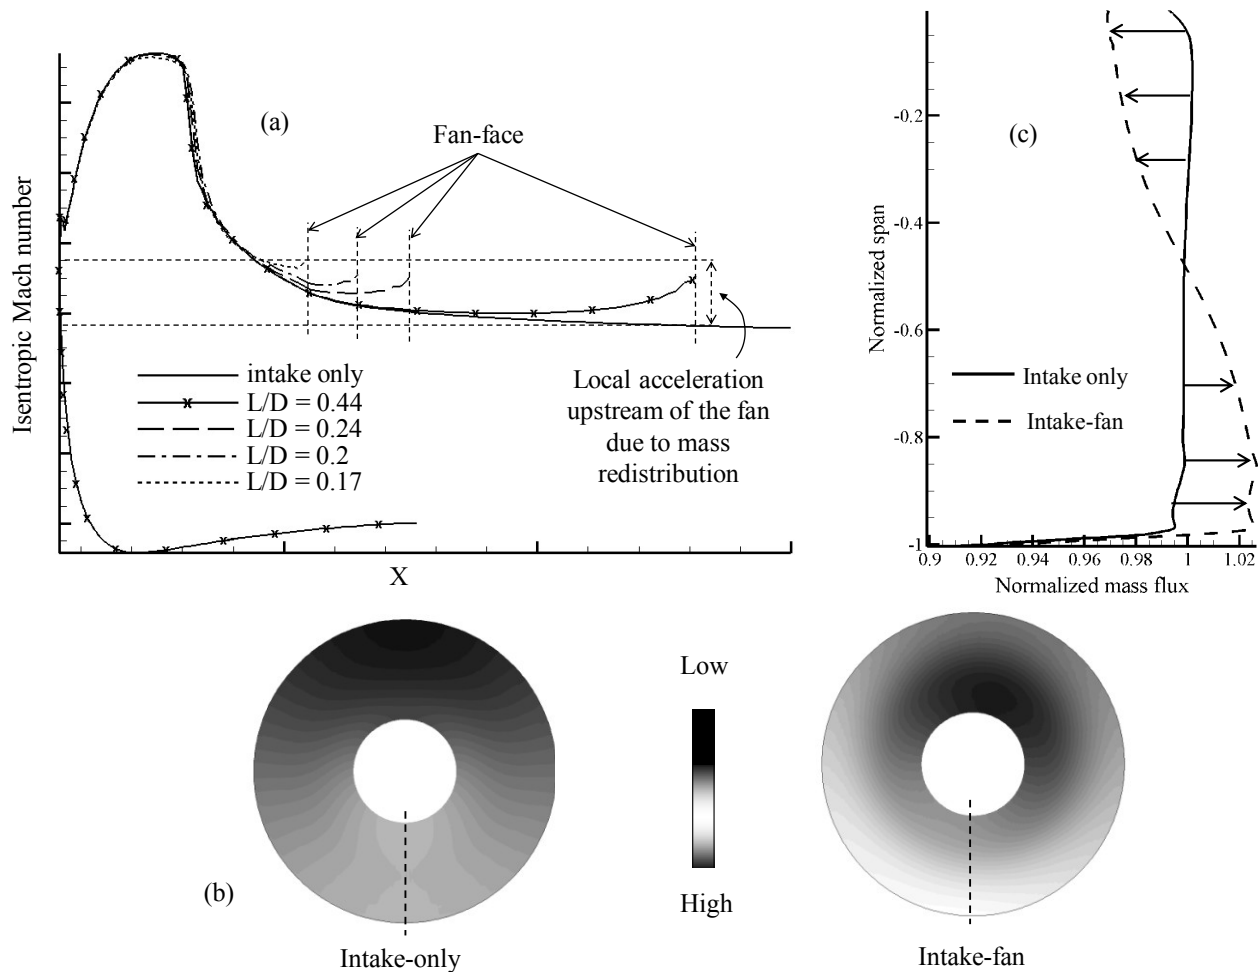 (a)
Fan-face
Isentropic Mach number
intake only
L/D = 0.44
L/D = 0.24
L/D = 0.2
L/D = 0.17
Local acceleration
upstream of the fan
due to mass
redistribution
X
(c)
Normalized span
-0.2
-0.4
-0.6
-0.8
-1
Intake only
Intake-fan
0.9 0.92 0.94 0.96 0.98 1 1.02
Normalized mass flux
(b)
Low
High
Intake-only
Intake-fan